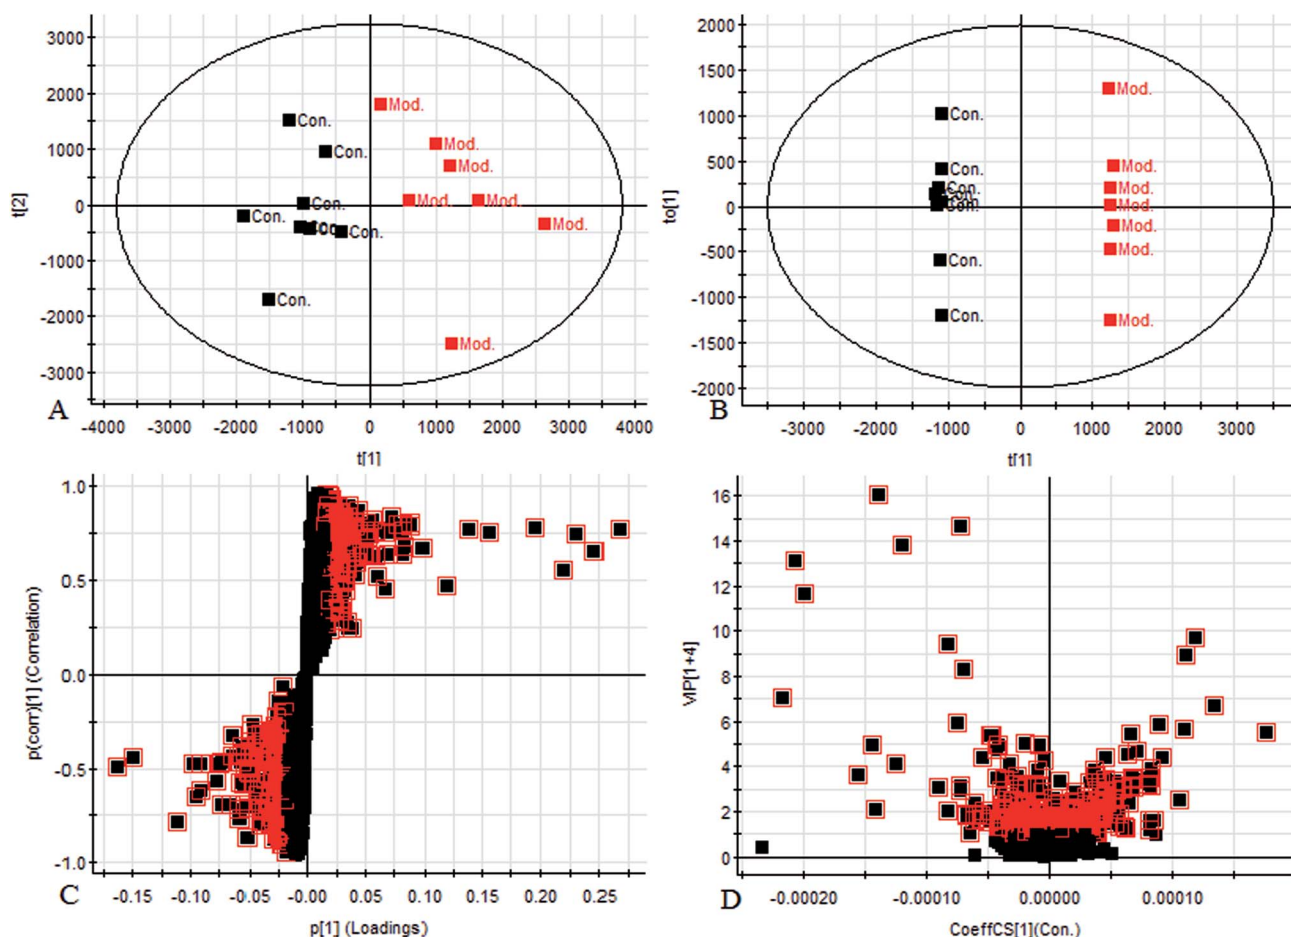 3000
2000
1000
0
-1000
-2000
-3000
t[2]
Con.
Con.
Con.
Con.
Con.
Con.
Mod.
Mod.
Mod.
Mod.
Mod.
Mod.
Mod.
A
-4000 -3000 -2000 -1000 0 1000 2000 3000 4000
t[1]
2000
1500
1000
500
0
-500
-1000
-1500
-2000
to[1]
Con.
Con.
Con.
Con.
Con.
Con.
Mod.
Mod.
Mod.
Mod.
Mod.
Mod.
Mod.
B
-3000 -2000 -1000 0 1000 2000 3000
t[1]
1.0
0.5
0.0
-0.5
-1.0
p(corr)[1] (Correlation)
C
-0.15 -0.10 -0.05 -0.00 0.05 0.10 0.15 0.20 0.25
p[1] (Loadings)
16
14
12
10
8
6
4
2
0
VIP[1+4]
D
-0.00020 -0.00010 0.00000 0.00010
CoeffCS[1](Con.)